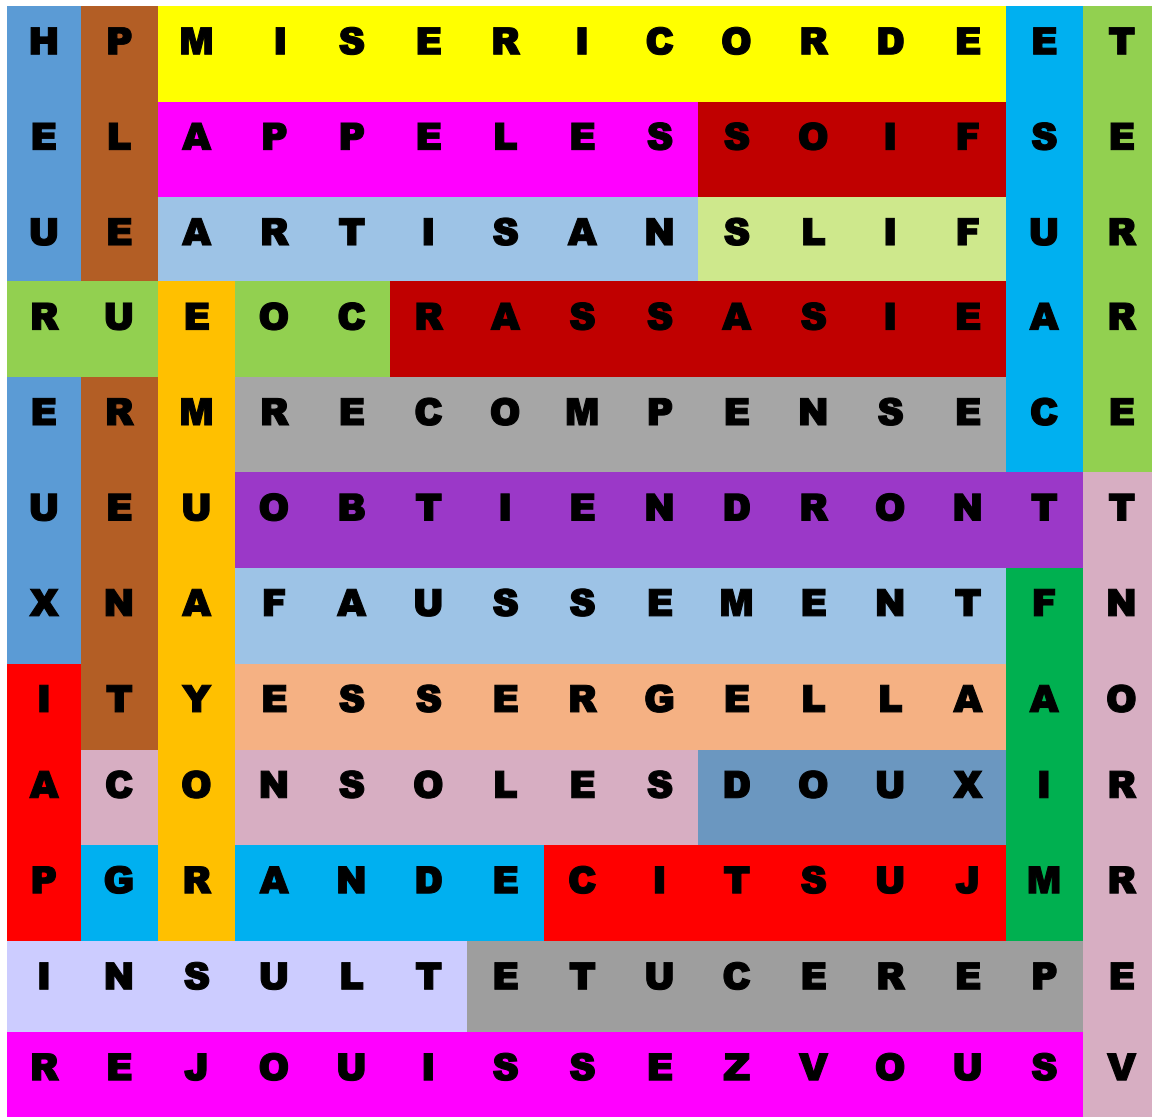 H P M I S E R I C O R D E E T
E L A P P E L E S S O I F S E
U E A R T I S A N S L I F U R
R U E O C R A S S A S I E A R
E R M R E C O M P E N S E C E
U E U O B T I E N D R O N T T
X N A F A U S S E M E N T F N
I T Y E S S E R G E L L A A O
A C O N S O L E S D O U X I R
P G R A N D E C I T S U J M R
I N S U L T E T U C E R E P E
R E J O U I S S E Z V O U S V